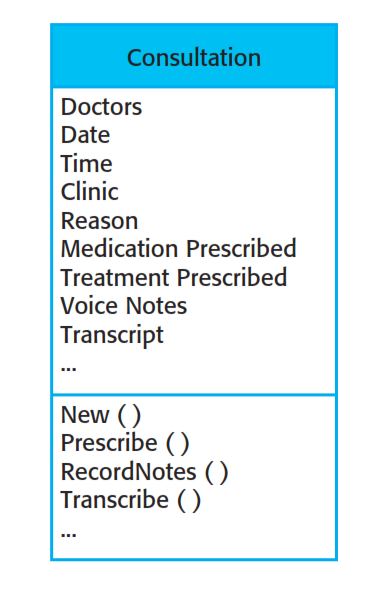 Consultation
Doctors
Date
Time
Clinic
Reason
Medication Prescribed
Treatment Prescribed
Voice Notes
Transcript
...
New ( )
Prescribe ( )
RecordNotes ( )
Transcribe ( )
...